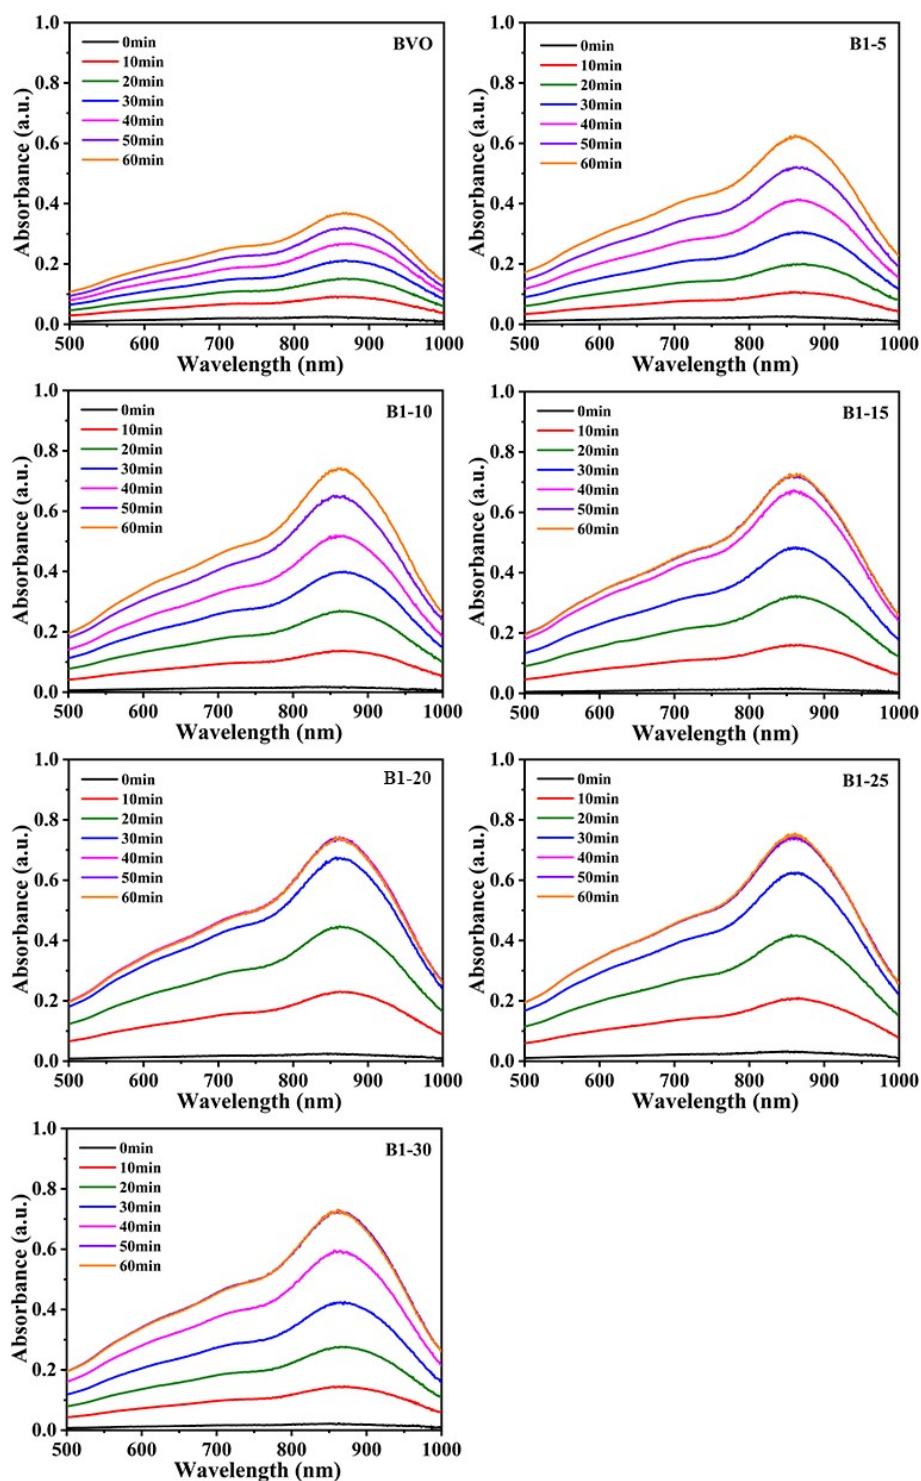 BVO
0min
10min
20min
30min
40min
50min
60min
1.0
0.8
0.6
0.4
0.2
0.0
Absorbance (a.u.)
500 600 700 800 900 1000
Wavelength (nm)
B1-5
0min
10min
20min
30min
40min
50min
60min
1.0
0.8
0.6
0.4
0.2
0.0
Absorbance (a.u.)
500 600 700 800 900 1000
Wavelength (nm)
B1-10
0min
10min
20min
30min
40min
50min
60min
1.0
0.8
0.6
0.4
0.2
0.0
Absorbance (a.u.)
500 600 700 800 900 1000
Wavelength (nm)
B1-15
0min
10min
20min
30min
40min
50min
60min
1.0
0.8
0.6
0.4
0.2
0.0
Absorbance (a.u.)
500 600 700 800 900 1000
Wavelength (nm)
B1-20
0min
10min
20min
30min
40min
50min
60min
1.0
0.8
0.6
0.4
0.2
0.0
Absorbance (a.u.)
500 600 700 800 900 1000
Wavelength (nm)
B1-25
0min
10min
20min
30min
40min
50min
60min
1.0
0.8
0.6
0.4
0.2
0.0
Absorbance (a.u.)
500 600 700 800 900 1000
Wavelength (nm)
B1-30
0min
10min
20min
30min
40min
50min
60min
1.0
0.8
0.6
0.4
0.2
0.0
Absorbance (a.u.)
500 600 700 800 900 1000
Wavelength (nm)